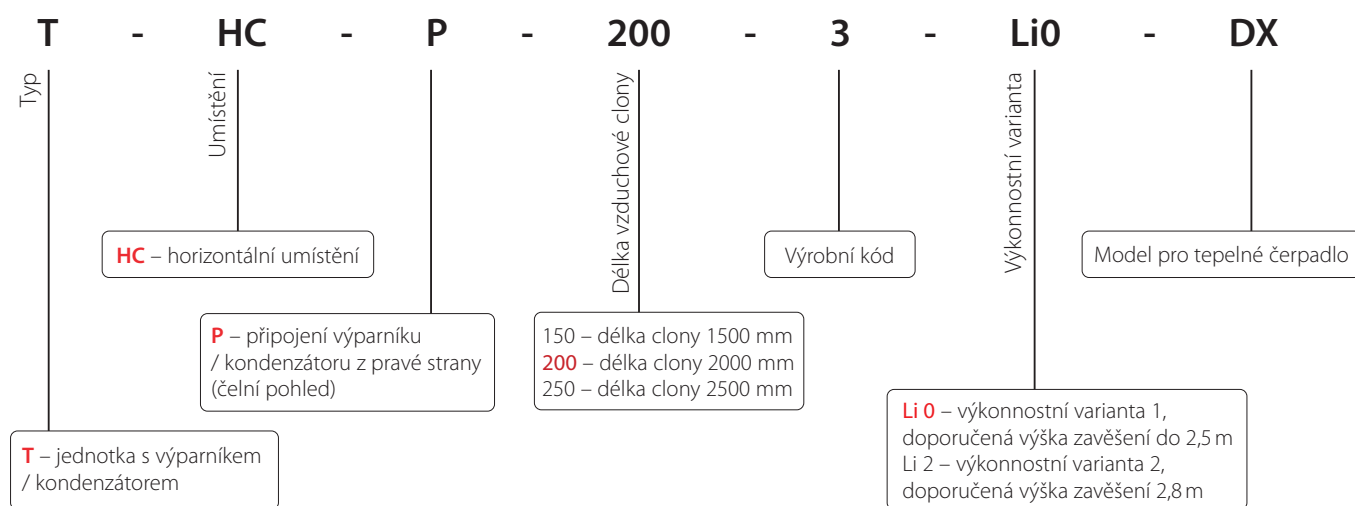 T - HC - P - 200 - 3 - Li0 - DX
Typ
Umístění
Délka vzduchové clony
Výkonnostní varianta
HC – horizontální umístění
Výrobní kód
Model pro tepelné čerpadlo
P – připojení výparníku
/ kondenzátoru z pravé strany
(čelní pohled)
150 – délka clony 1500 mm
200 – délka clony 2000 mm
250 – délka clony 2500 mm
Li 0 – výkonnostní varianta 1,
doporučená výška zavěšení do 2,5 m
Li 2 – výkonnostní varianta 2,
doporučená výška zavěšení 2,8 m
T – jednotka s výparníkem
/ kondenzátorem